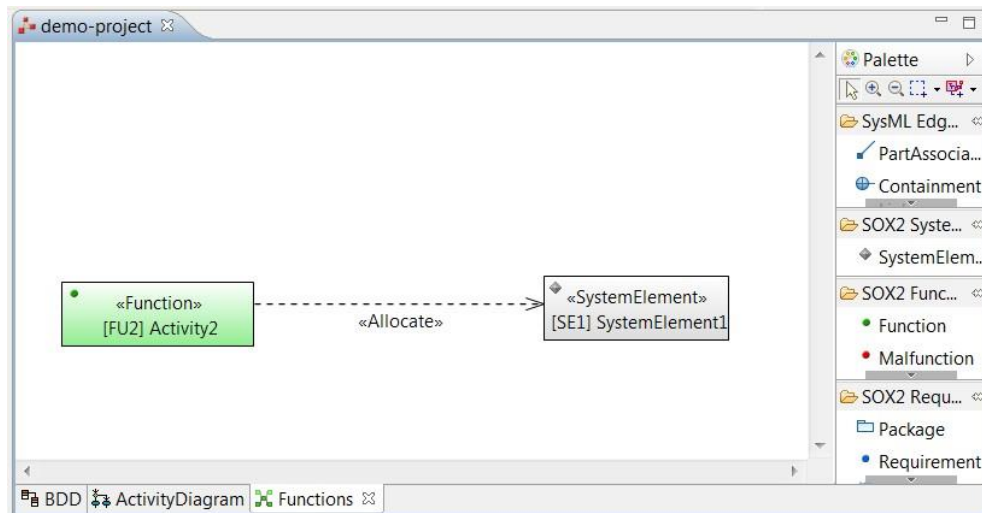 demo-project
Palette
SysML Edg...
PartAssocia...
Containment
SOX2 Syste...
SystemElem...
SOX2 Func...
Function
Malfunction
SOX2 Requ...
Package
Requirement
«Function»
[FU2] Activity2
«Allocate»
«SystemElement»
[SE1] SystemElement1
BDD ActivityDiagram Functions